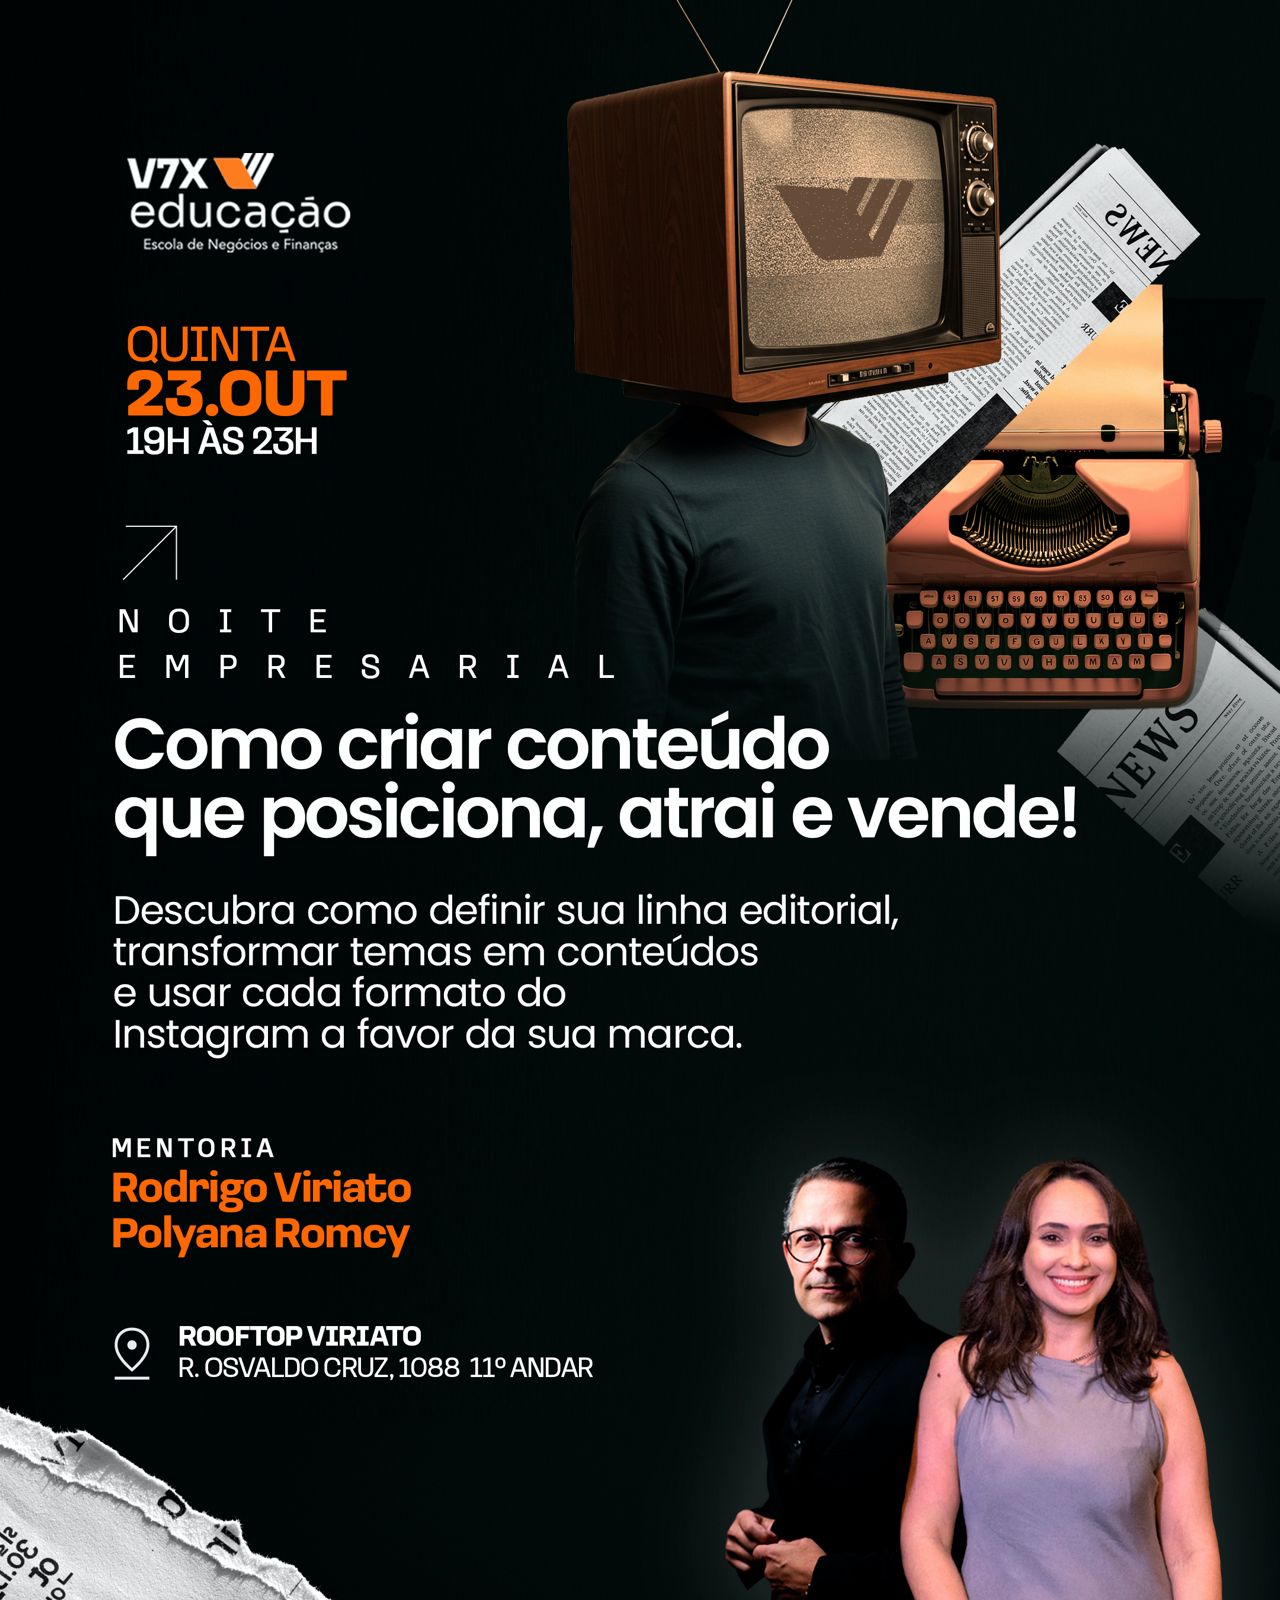 V7X
educação
Escola de Negócios e Finanças
QUINTA
23.OUT
19H ÀS 23H
NEWS
NEWS
NOITE
EMPRESARIAL
Como criar conteúdo
que posiciona, atrai e vende!
NEWS
Descubra como definir sua linha editorial,
transformar temas em conteúdos
e usar cada formato do
Instagram a favor da sua marca.
MENTORIA
Rodrigo Viriato
Polyana Romcy
ROOFTOP VIRIATO
R. OSVALDO CRUZ, 1088 11º ANDAR